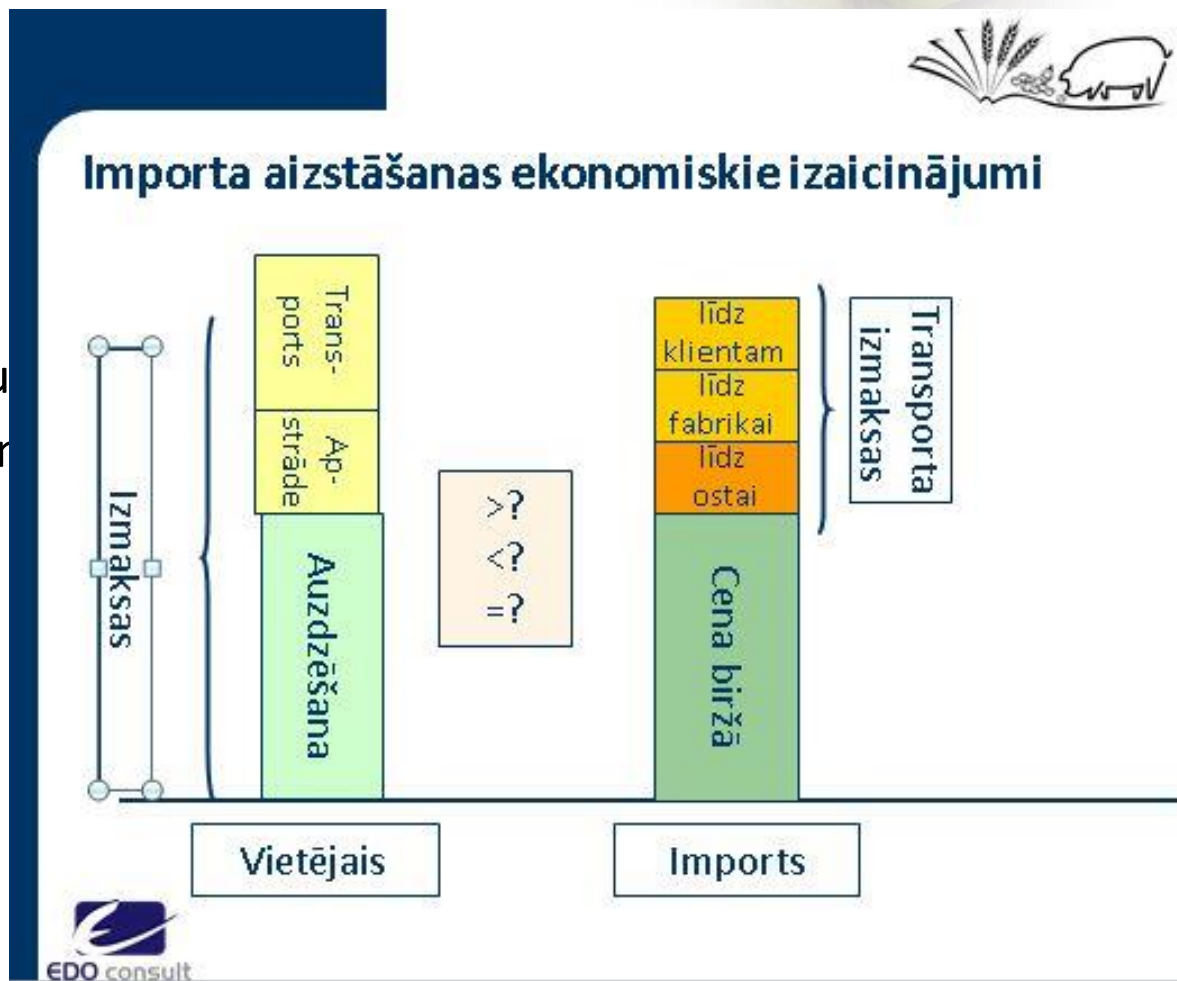 Importa aizstāšanas ekonomiskie izaicinājumi
Izmaksas
Trans-
ports
Ap-
strāde
Auzdzēšana
>?
<?
=?
līdz
klientam
līdz
fabrikai
līdz
ostai
Cena biržā
Transporta
izmaksas
Vietējais
Imports
EDO consult